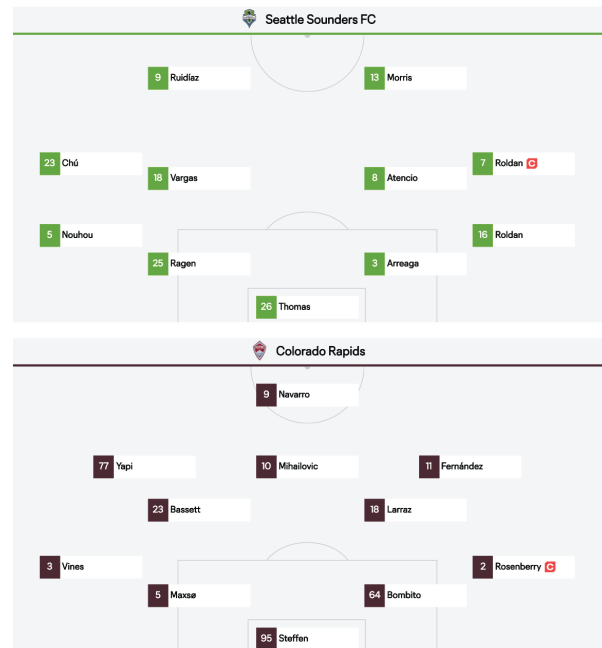 Seattle Sounders FC
9 Ruidíaz
13 Morris
23 Chú
7 Roldan C
18 Vargas
8 Atencio
5 Nouhou
16 Roldan
25 Ragen
3 Arreaga
26 Thomas
Colorado Rapids
9 Navarro
77 Yapi
10 Mihailovic
11 Fernández
23 Bassett
18 Larraz
3 Vines
2 Rosenberry C
5 Maxsø
64 Bombito
95 Steffen